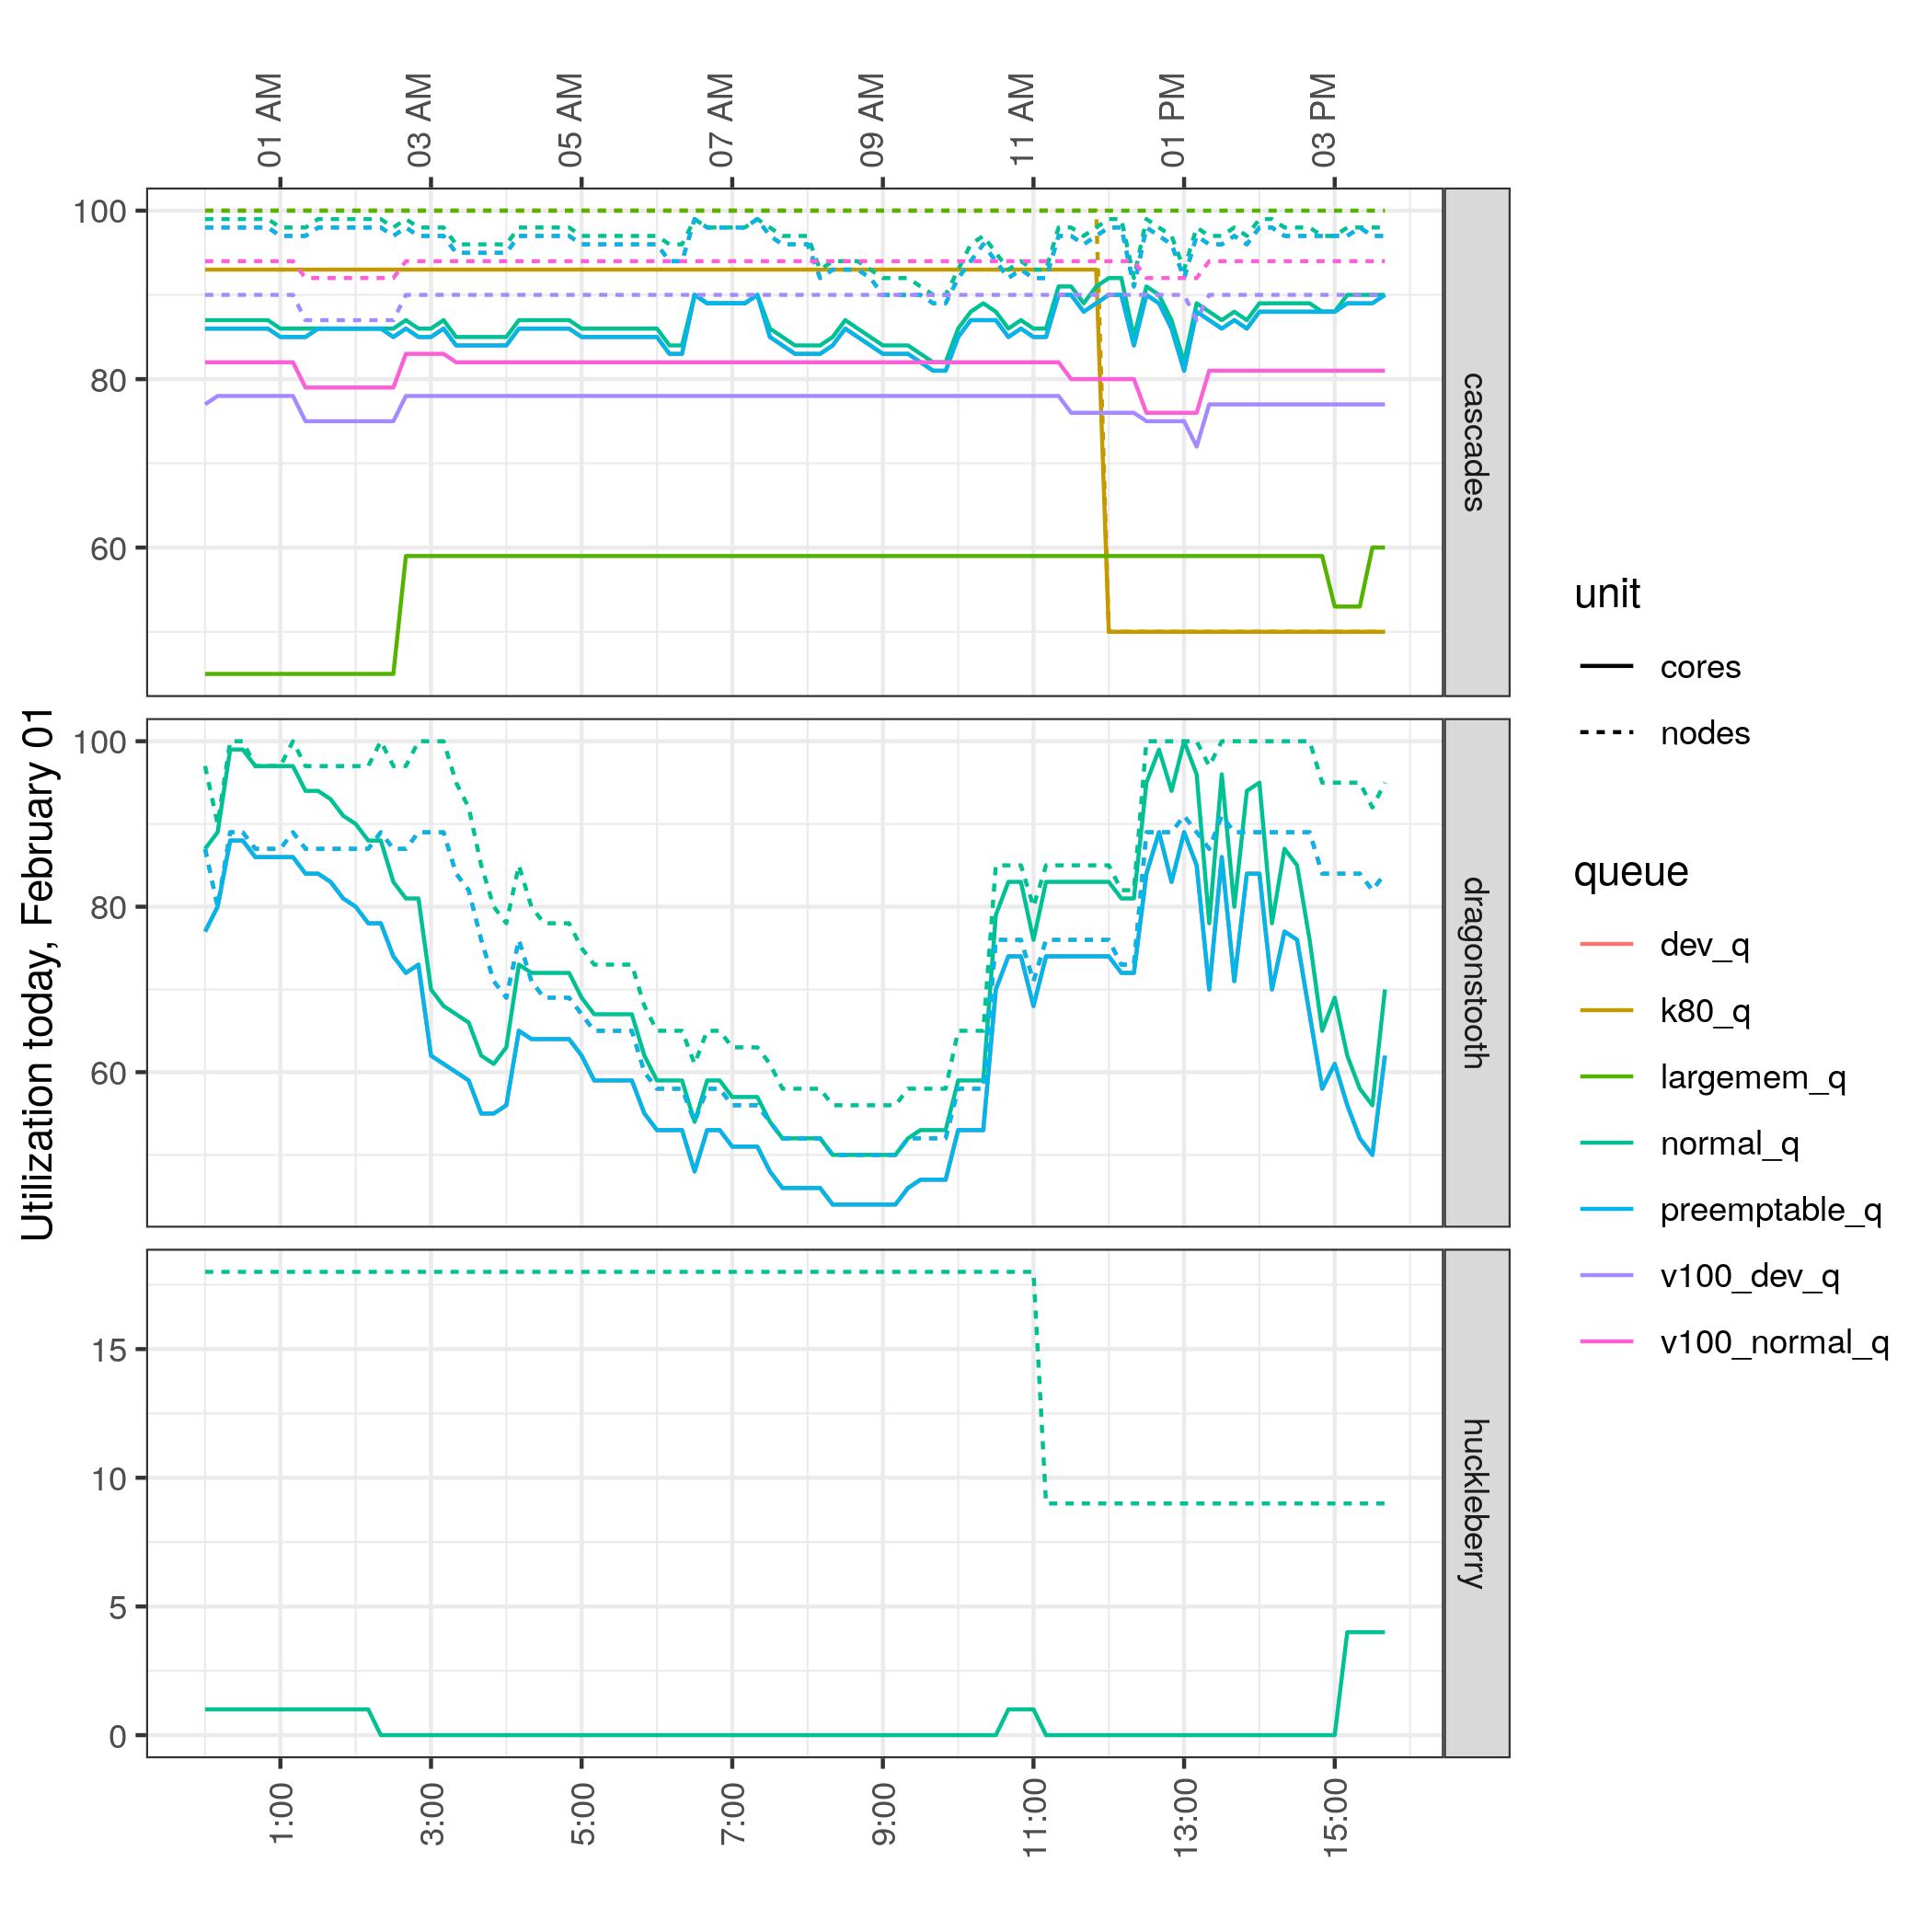 01 AM
03 AM
05 AM
07 AM
09 AM
11 AM
01 PM
03 PM
100
80
60
cascades
100
80
60
dragonstooth
15
10
5
0
huckleberry
1:00
3:00
5:00
7:00
9:00
11:00
13:00
15:00
Utilization today, February 01
unit
cores
nodes
queue
dev_q
k80_q
largemem_q
normal_q
preemptable_q
v100_dev_q
v100_normal_q